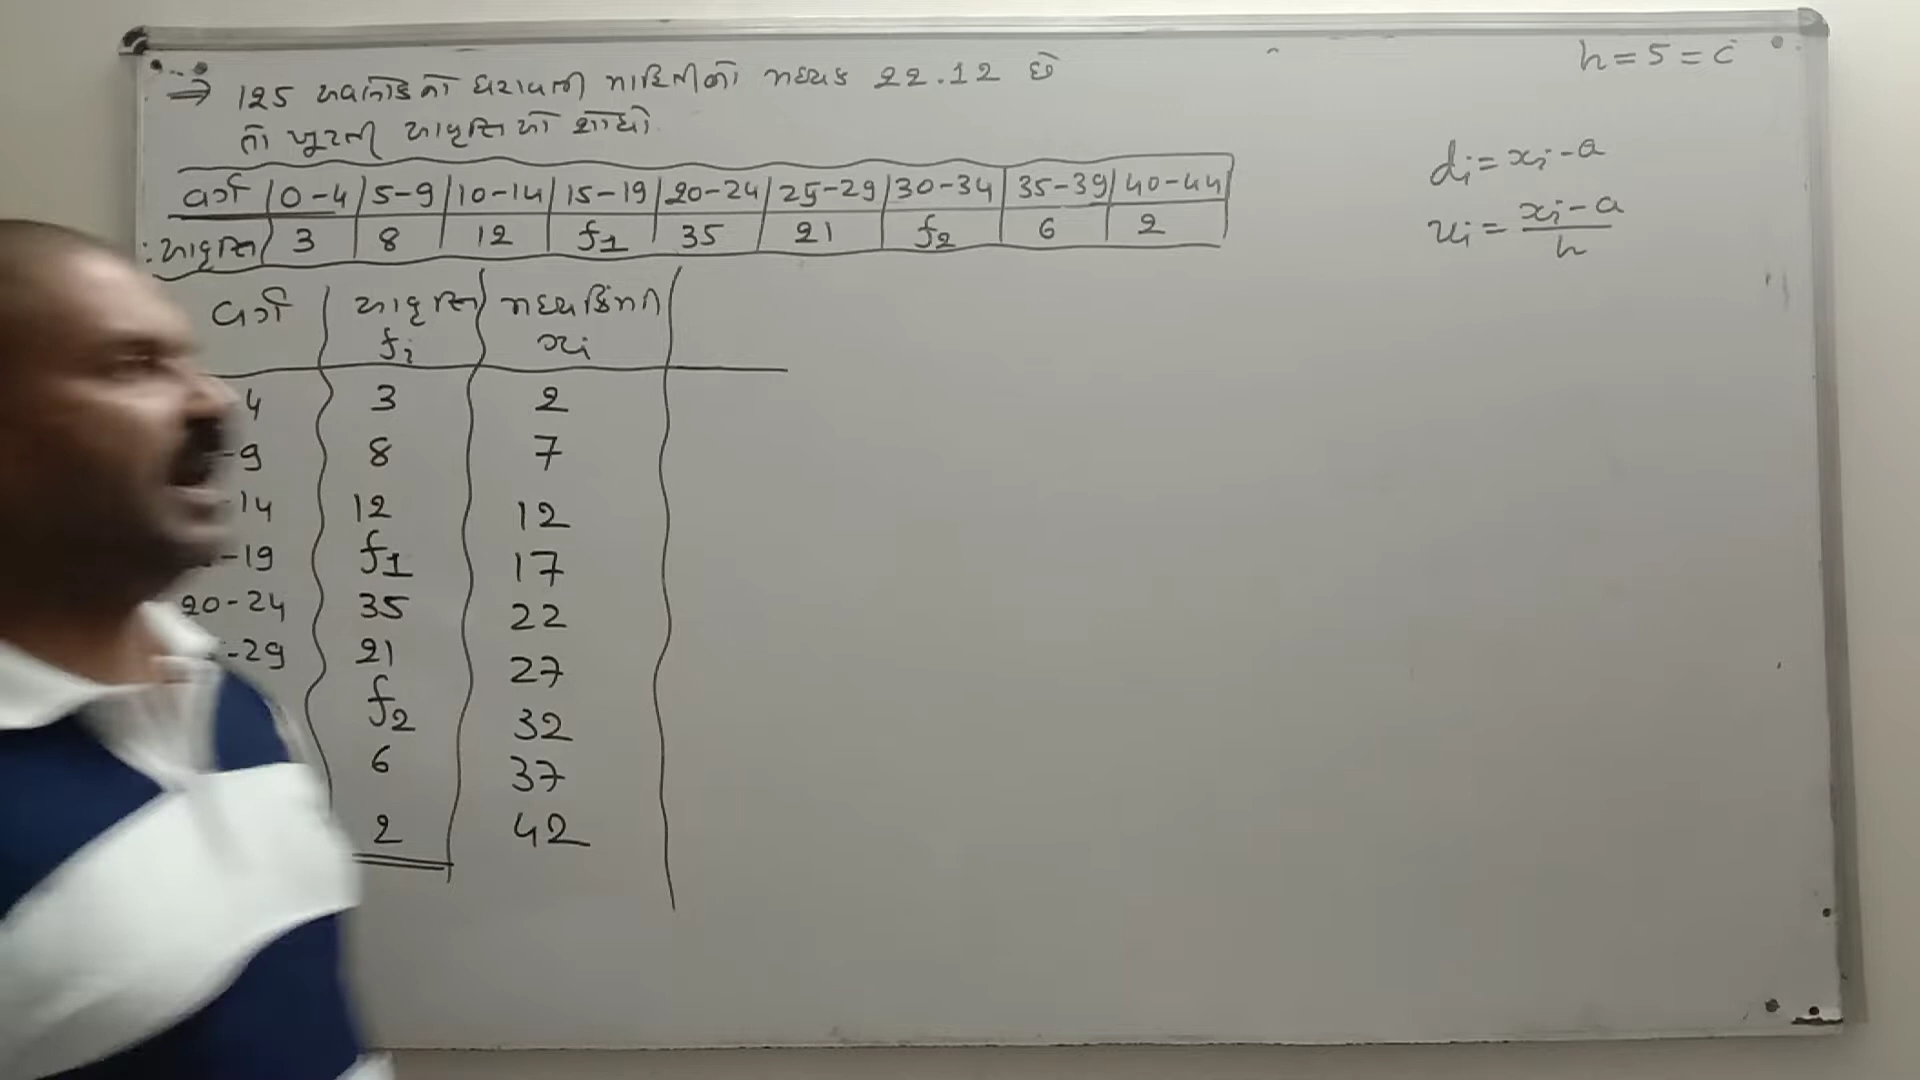 ⇒ 125 અવલોકનો ધરાવતી માહિતીનો મધ્યક 22.12 છે
તો ખૂટતી આવૃત્તિઓ શોધો.
વર્ગ 0-4 5-9 10-14 15-19 20-24 25-29 30-34 35-39 40-44
આવૃત્તિ 3 8 12 f1 35 21 f2 6 2
વર્ગ આવૃત્તિ fi મધ્યકિંમત xi
4 3 2
-9 8 7
-14 12 12
-19 f1 17
20-24 35 22
-29 21 27
f2 32
6 37
2 42
h = 5 = c
di = xi - a
ui = xi - a / h